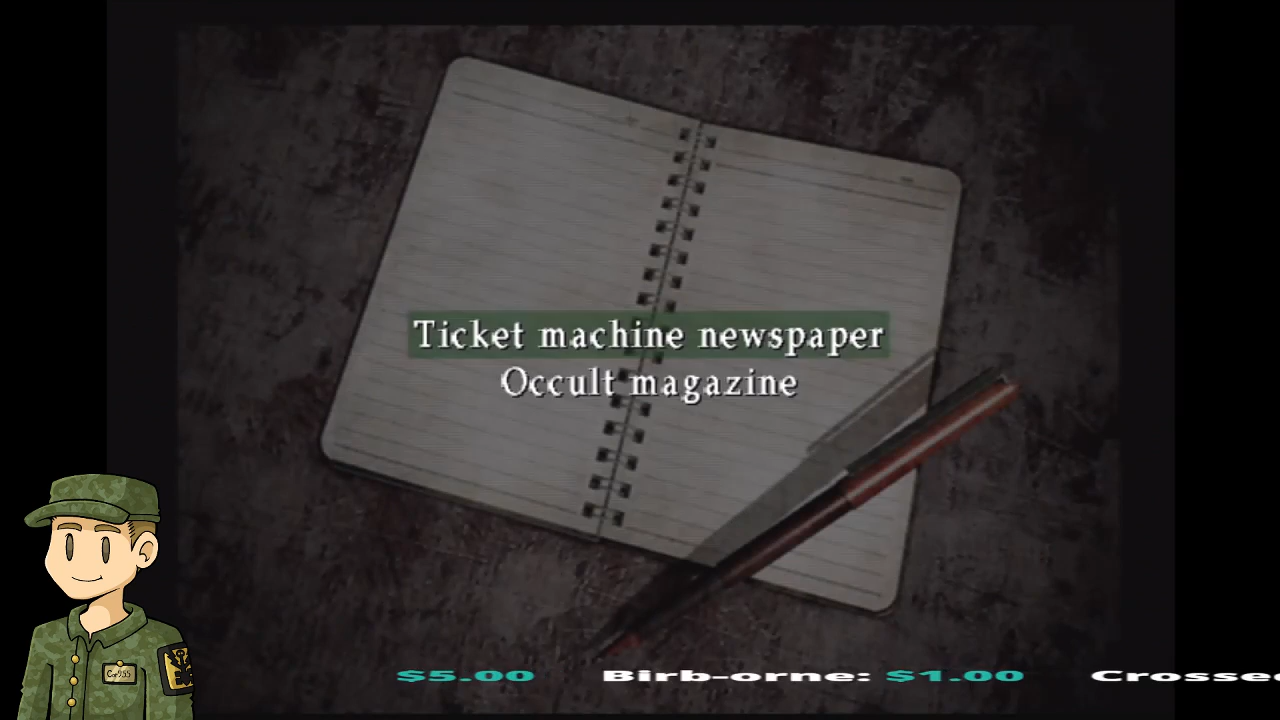 Ticket machine newspaper
Occult magazine
$5.00 Birb-orne: $1.00